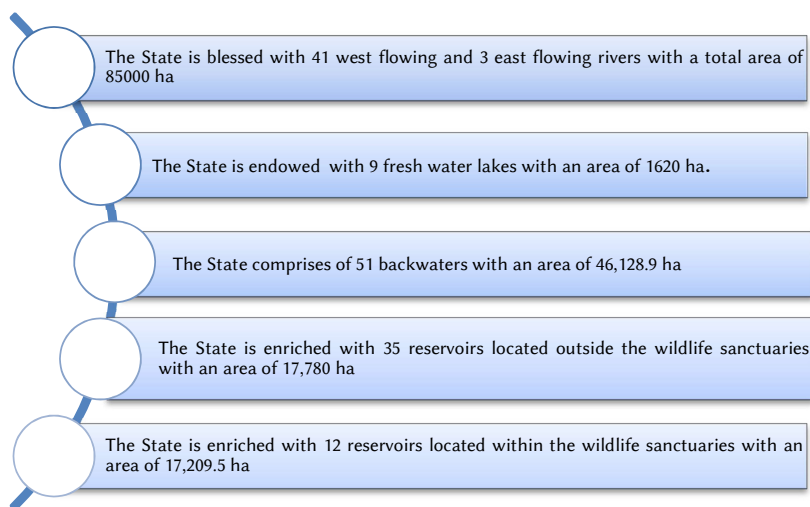 The State is blessed with 41 west flowing and 3 east flowing rivers with a total area of
85000 ha
The State is endowed with 9 fresh water lakes with an area of 1620 ha.
The State comprises of 51 backwaters with an area of 46,128.9 ha
The State is enriched with 35 reservoirs located outside the wildlife sanctuaries
with an area of 17,780 ha
The State is enriched with 12 reservoirs located within the wildlife sanctuaries with an
area of 17,209.5 ha